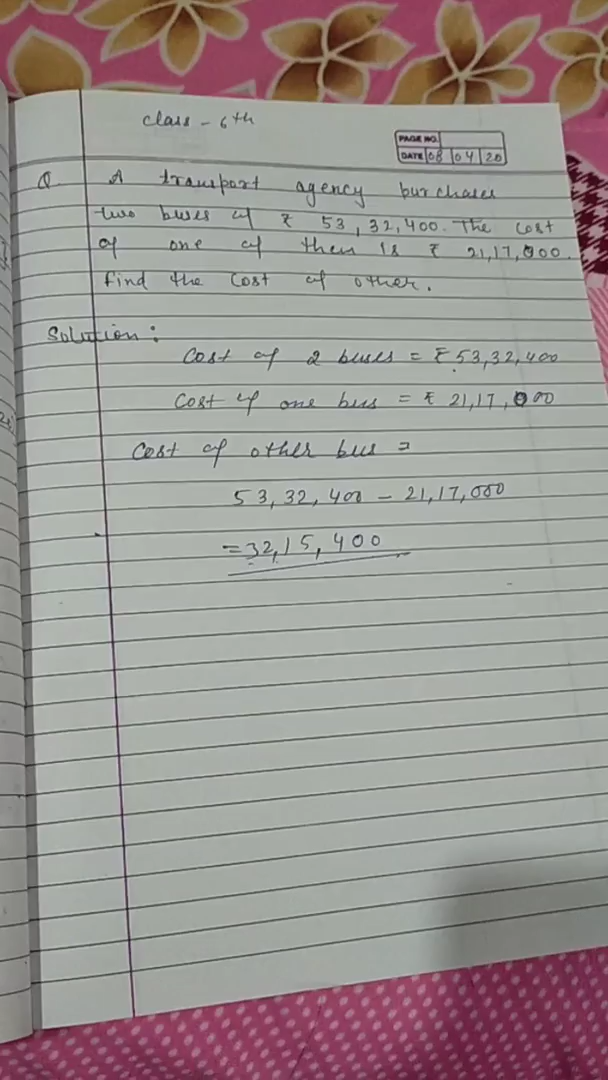 class - 6th
PAGE NO.
DATE 08 04 20
Q. A transport agency purchases
two buses of ₹ 53,32,400. The cost
of one of them is ₹ 21,17,000.
find the cost of other.
Solution:
Cost of 2 buses = ₹ 53,32,400
Cost of one bus = ₹ 21,17,000
Cost of other bus =
53,32,400 - 21,17,000
= 32,15,400